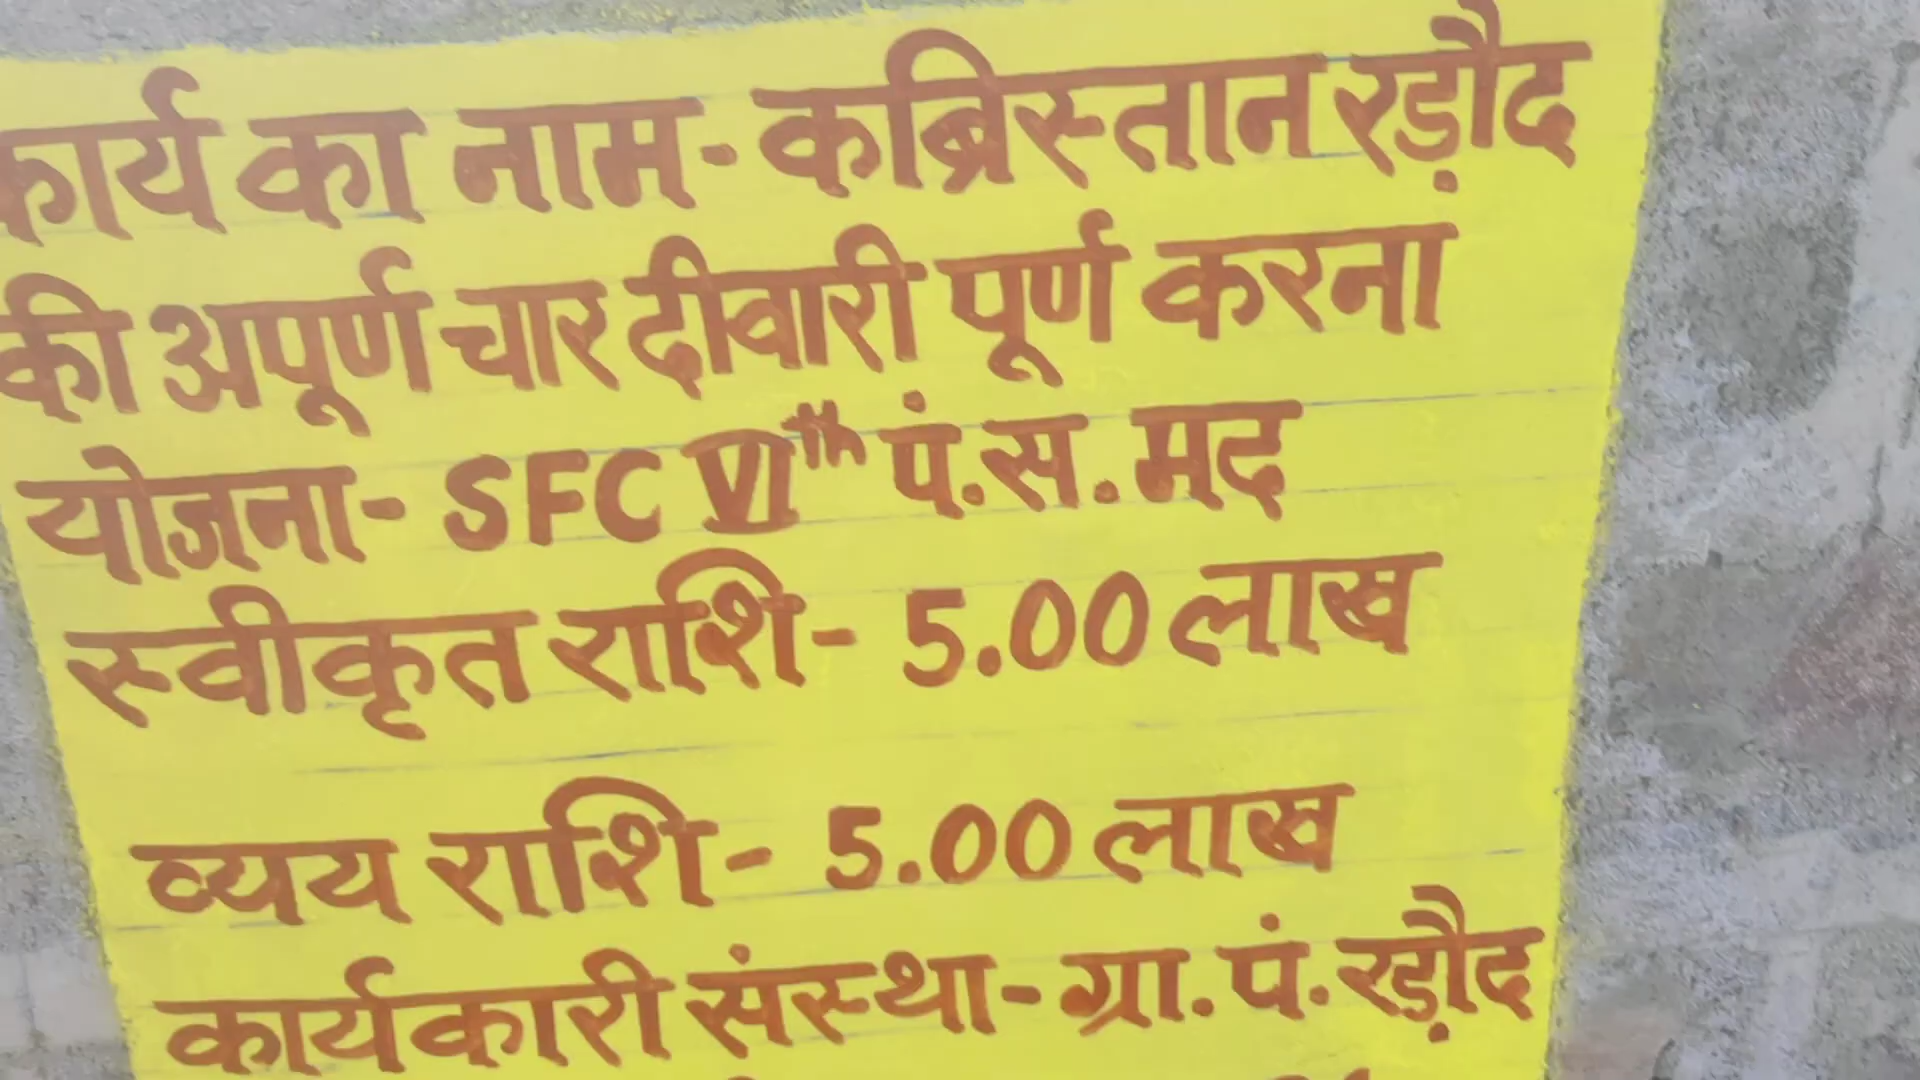 कार्य का नाम - कब्रिस्तान रड़ौद
की अपूर्ण चार दीवारी पूर्ण करना
योजना - SFC VIth पं.स. मद
स्वीकृत राशि - 5.00 लाख
व्यय राशि - 5.00 लाख
कार्यकारी संस्था - ग्रा. पं. रड़ौद